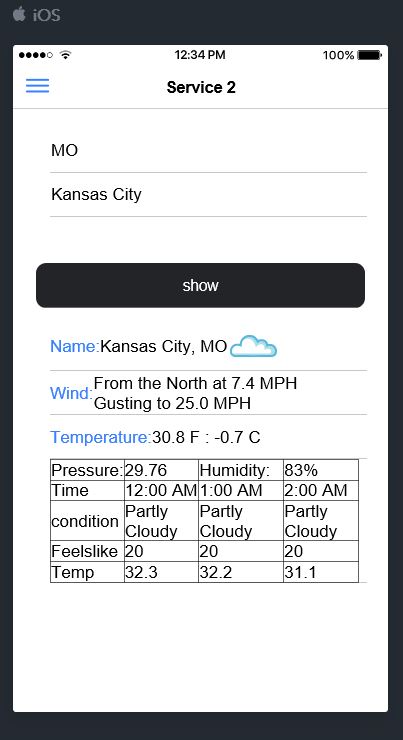 iOS
12:34 PM 100%
Service 2
MO
Kansas City
show
Name:Kansas City, MO
Wind:From the North at 7.4 MPH
Gusting to 25.0 MPH
Temperature:30.8 F : -0.7 C
Pressure: 29.76 Humidity: 83%
Time 12:00 AM 1:00 AM 2:00 AM
condition Partly Cloudy Partly Cloudy Partly Cloudy
Feelslike 20 20 20
Temp 32.3 32.2 31.1